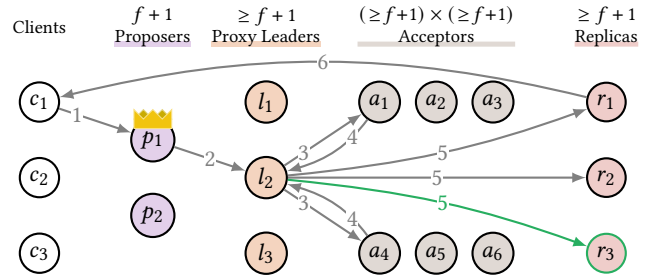 Clients
f + 1
Proposers
≥ f + 1
Proxy Leaders
(≥f+1) × (≥f+1)
Acceptors
≥ f + 1
Replicas
6
c1
l1
a1
a2
a3
r1
1
p1
3
4
2
5
c2
l2
5
r2
p2
3
4
5
c3
l3
a4
a5
a6
r3